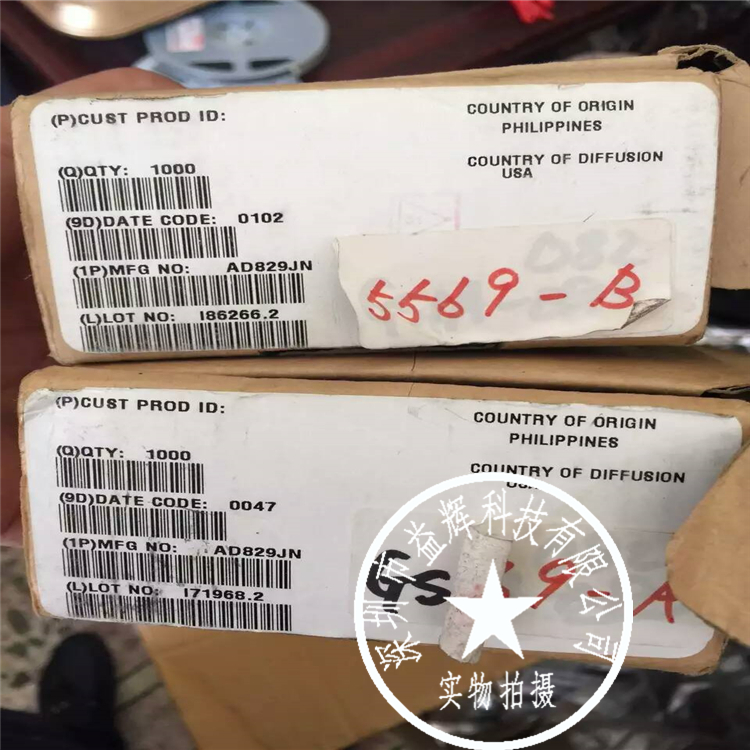 (P)CUST PROD ID:
COUNTRY OF ORIGIN
PHILIPPINES
(Q)QTY: 1000
COUNTRY OF DIFFUSION
USA
(9D)DATE CODE: 0102
(1P)MFG NO: AD829JN
(L)LOT NO: I86266.2
5569-B
(P)CUST PROD ID:
COUNTRY OF ORIGIN
PHILIPPINES
(Q)QTY: 1000
COUNTRY OF DIFFUSION
USA
(9D)DATE CODE: 0047
(1P)MFG NO: AD829JN
(L)LOT NO: I71968.2
69-A
深圳市益辉科技有限公司
实物拍摄